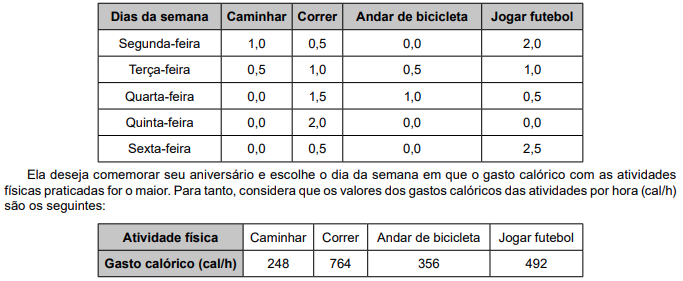 Dias da semana Caminhar Correr Andar de bicicleta Jogar futebol
Segunda-feira 1,0 0,5 0,0 2,0
Terça-feira 0,5 1,0 0,5 1,0
Quarta-feira 0,0 1,5 1,0 0,5
Quinta-feira 0,0 2,0 0,0 0,0
Sexta-feira 0,0 0,5 0,0 2,5
Ela deseja comemorar seu aniversário e escolhe o dia da semana em que o gasto calórico com as atividades
físicas praticadas for o maior. Para tanto, considera que os valores dos gastos calóricos das atividades por hora (cal/h)
são os seguintes:
Atividade física Caminhar Correr Andar de bicicleta Jogar futebol
Gasto calórico (cal/h) 248 764 356 492